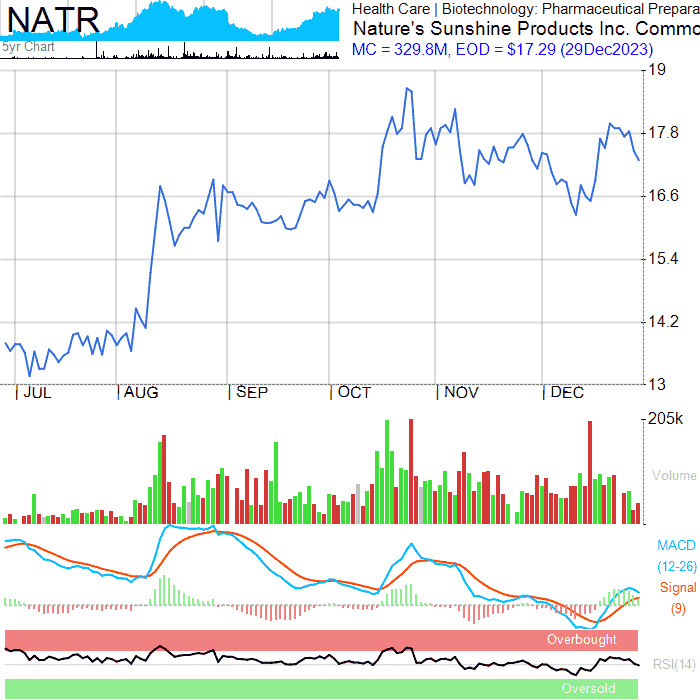 NATR
5yr Chart
Health Care | Biotechnology: Pharmaceutical Prepara
Nature's Sunshine Products Inc. Commo
MC = 329.8M, EOD = $17.29 (29Dec2023)
19
17.8
16.6
15.4
14.2
13
| JUL | AUG | SEP | OCT | NOV | DEC
205k
Volume
MACD
(12-26)
Signal
(9)
Overbought
RSI(14)
Oversold